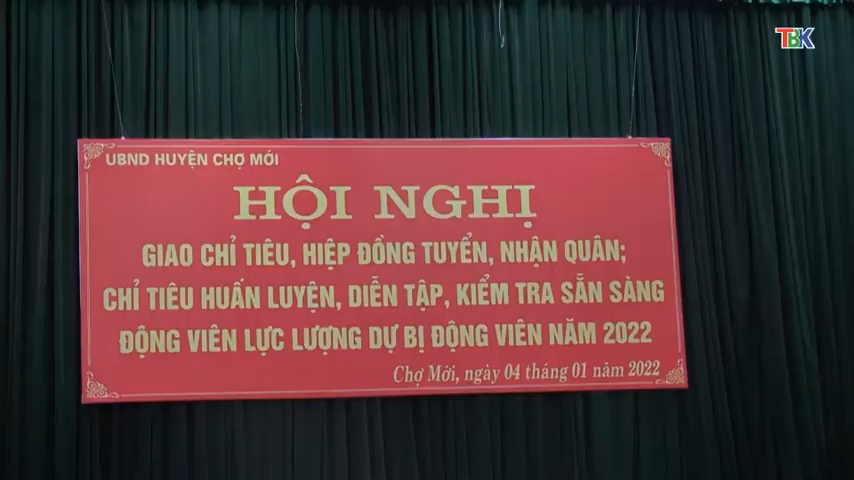 TBK
UBND HUYỆN CHỢ MỚI
HỘI NGHỊ
GIAO CHỈ TIÊU, HIỆP ĐỒNG TUYỂN, NHẬN QUÂN;
CHỈ TIÊU HUẤN LUYỆN, DIỄN TẬP, KIỂM TRA SẴN SÀNG
ĐỘNG VIÊN LỰC LƯỢNG DỰ BỊ ĐỘNG VIÊN NĂM 2022
Chợ Mới, ngày 04 tháng 01 năm 2022